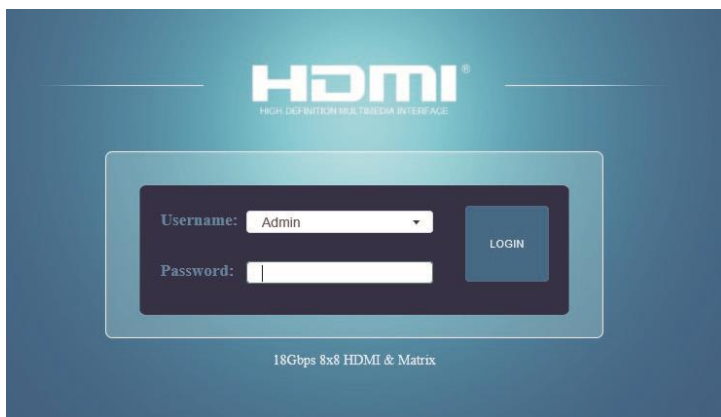 HDMI®
HIGH DEFINITION MULTIMEDIA INTERFACE
Username: Admin
LOGIN
Password:
18Gbps 8x8 HDMI & Matrix